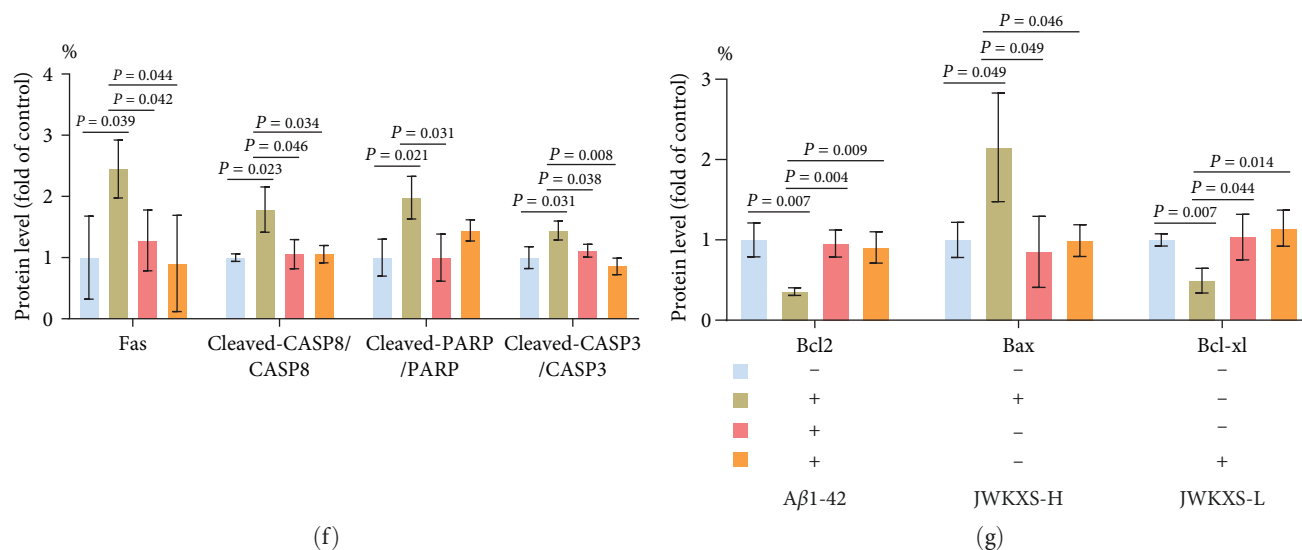 %
Protein level (fold of control)
4
3
2
1
0
P = 0.044
P = 0.042
P = 0.039
P = 0.034
P = 0.046
P = 0.023
P = 0.031
P = 0.021
P = 0.008
P = 0.038
P = 0.031
Fas
Cleaved-CASP8/
CASP8
Cleaved-PARP
/PARP
Cleaved-CASP3
/CASP3
(f)
%
Protein level (fold of control)
3
2
1
0
P = 0.009
P = 0.004
P = 0.007
P = 0.046
P = 0.049
P = 0.049
P = 0.014
P = 0.044
P = 0.007
Bcl2 Bax Bcl-xl
– – –
+ + –
+ – –
+ – +
Aβ1-42 JWKXS-H JWKXS-L
(g)